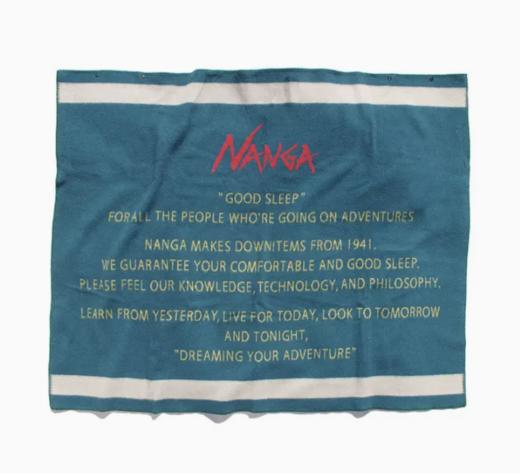 NANGA
"GOOD SLEEP"
FORALL THE PEOPLE WHO'RE GOING ON ADVENTURES
NANGA MAKES DOWNITEMS FROM 1941.
WE GUARANTEE YOUR COMFORTABLE AND GOOD SLEEP.
PLEASE FEEL OUR KNOWLEDGE, TECHNOLOGY, AND PHILOSOPHY.
LEARN FROM YESTERDAY, LIVE FOR TODAY, LOOK TO TOMORROW
AND TONIGHT,
"DREAMING YOUR ADVENTURE"